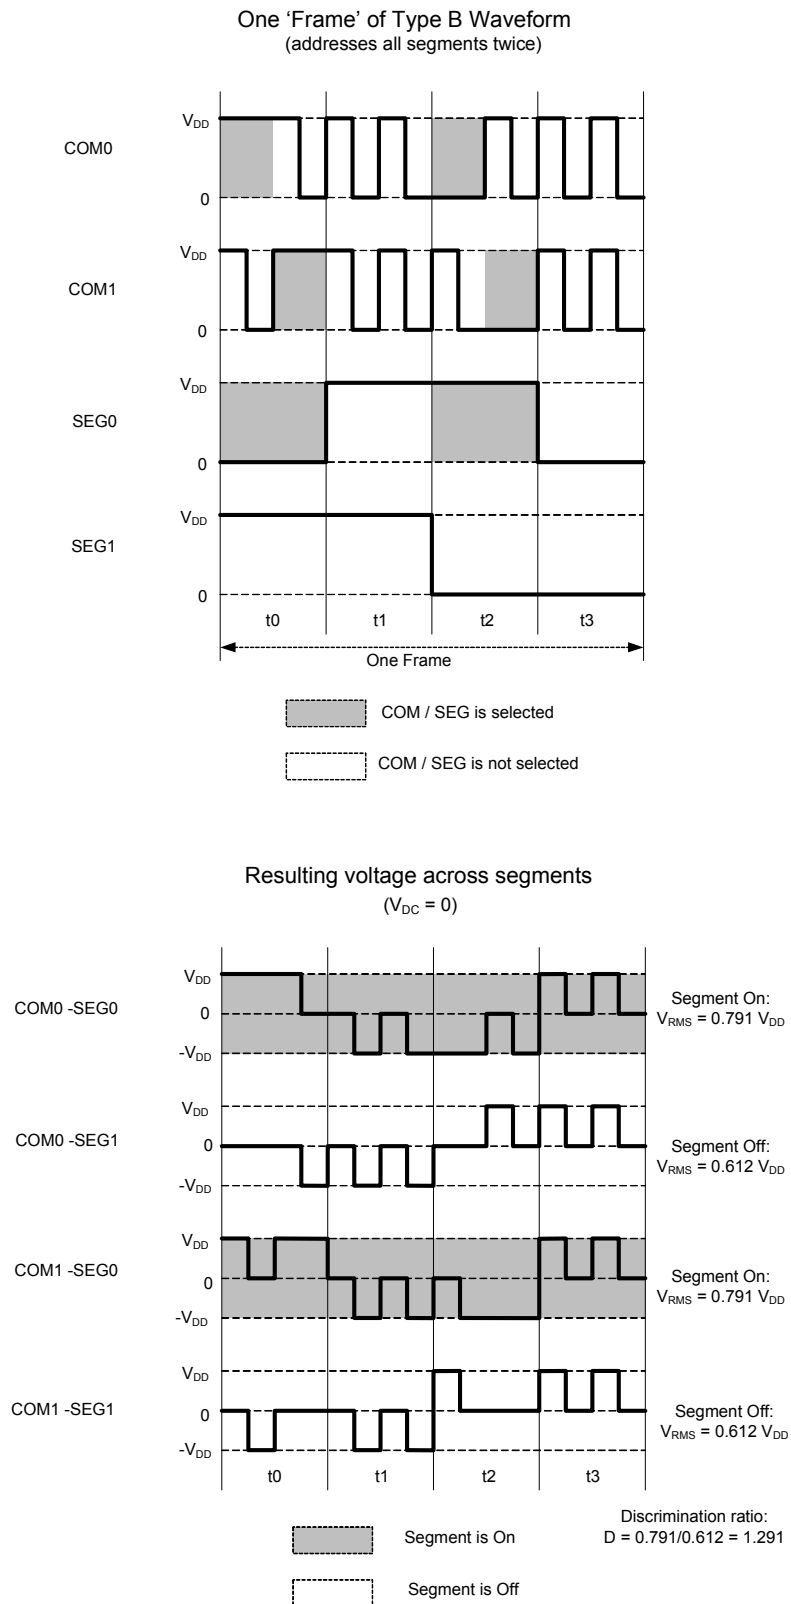 One ‘Frame’ of Type B Waveform
(addresses all segments twice)
COM0
VDD
0
COM1
VDD
0
SEG0
VDD
0
SEG1
VDD
0
t0 t1 t2 t3
One Frame
COM / SEG is selected
COM / SEG is not selected
Resulting voltage across segments
(VDC = 0)
COM0 -SEG0
VDD
0
-VDD
Segment On:
VRMS = 0.791 VDD
COM0 -SEG1
VDD
0
-VDD
Segment Off:
VRMS = 0.612 VDD
COM1 -SEG0
VDD
0
-VDD
Segment On:
VRMS = 0.791 VDD
COM1 -SEG1
VDD
0
-VDD
Segment Off:
VRMS = 0.612 VDD
t0 t1 t2 t3
Segment is On
Discrimination ratio:
D = 0.791/0.612 = 1.291
Segment is Off